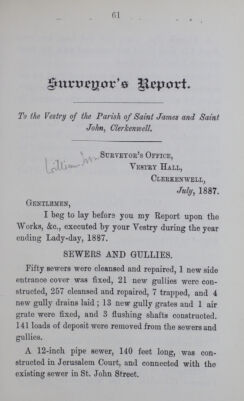 61
Surveyor's Report.
To the Vestry of the Parish of Saint James and Saint
John, Clerkenwell.
SURVEYOR'S OFFICE,
VESTRY HALL,
CLERKENWELL,
July, 1887.
GENTLEMEN,
I beg to lay before you my Report upon the
Works, &c., executed by your Vestry during the year
ending Lady-day, 1887.
SEWERS AND GULLIES.
Fifty sewers were cleansed and repaired, 1 new side
entrance cover was fixed, 21 new gullies were con-
structed, 257 cleansed and repaired, 7 trapped, and 4
new gully drains laid; 13 new gully grates and 1 air
grate were fixed, and 3 flushing shafts constructed.
141 loads of deposit were removed from the sewers and
gullies.
A 12-inch pipe sewer, 140 feet long, was con-
structed in Jerusalem Court, and connected with the
existing sewer in St. John Street.